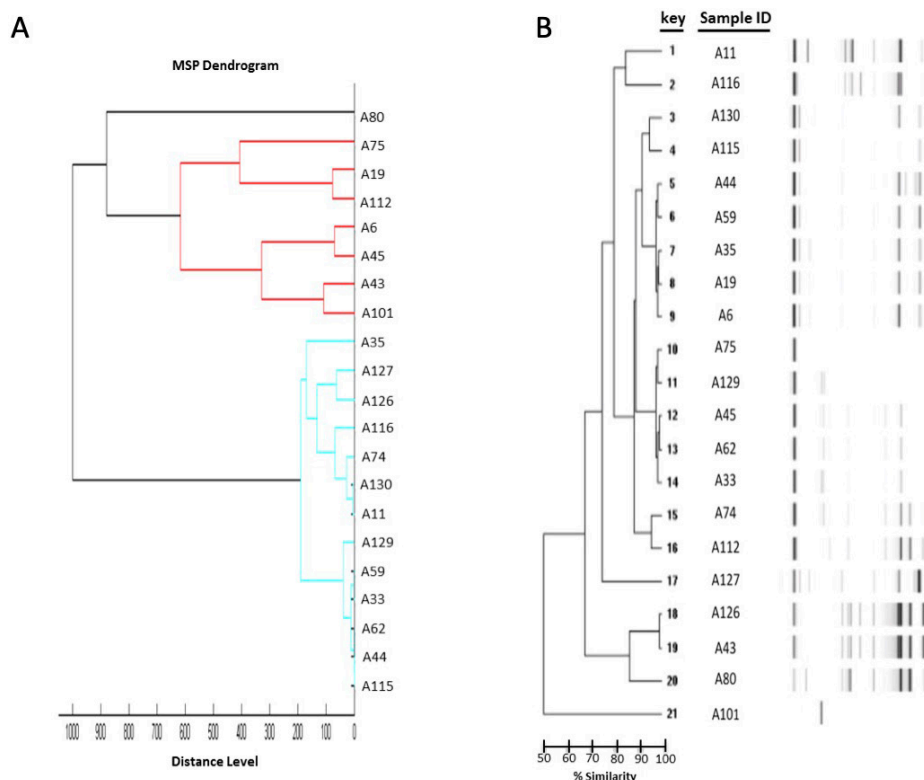 A
MSP Dendrogram
A80
A75
A19
A112
A6
A45
A43
A101
A35
A127
A126
A116
A74
A130
A11
A129
A59
A33
A62
A44
A115
1000 900 800 700 600 500 400 300 200 100 0
Distance Level
B
key Sample ID
1 A11
2 A116
3 A130
4 A115
5 A44
6 A59
7 A35
8 A19
9 A6
10 A75
11 A129
12 A45
13 A62
14 A33
15 A74
16 A112
17 A127
18 A126
19 A43
20 A80
21 A101
50 60 70 80 90 100
% Similarity